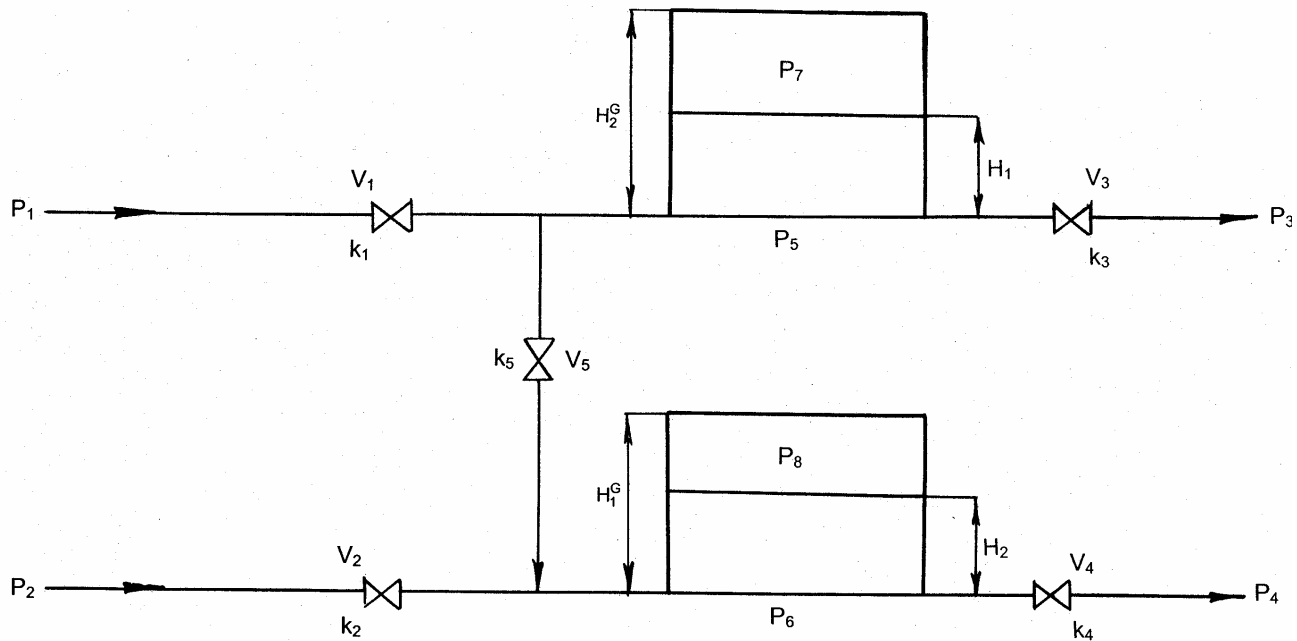 P₇
H₂ᴳ
H₁
V₁
V₃
P₁
P₃
k₁
P₅
k₃
k₅
V₅
P₈
H₁ᴳ
H₂
V₂
V₄
P₂
P₄
k₂
P₆
k₄